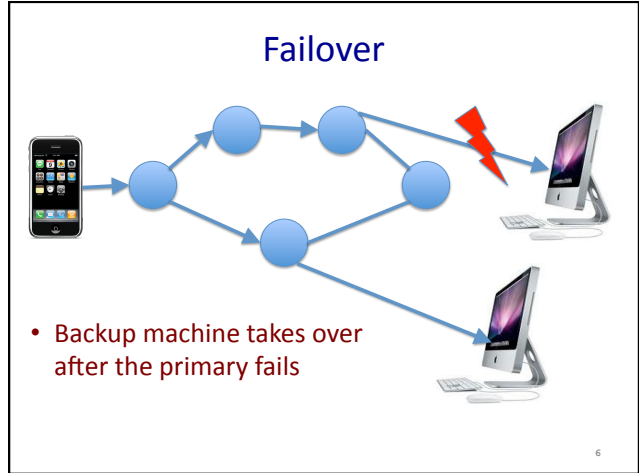 Failover
• Backup machine takes over
after the primary fails
6